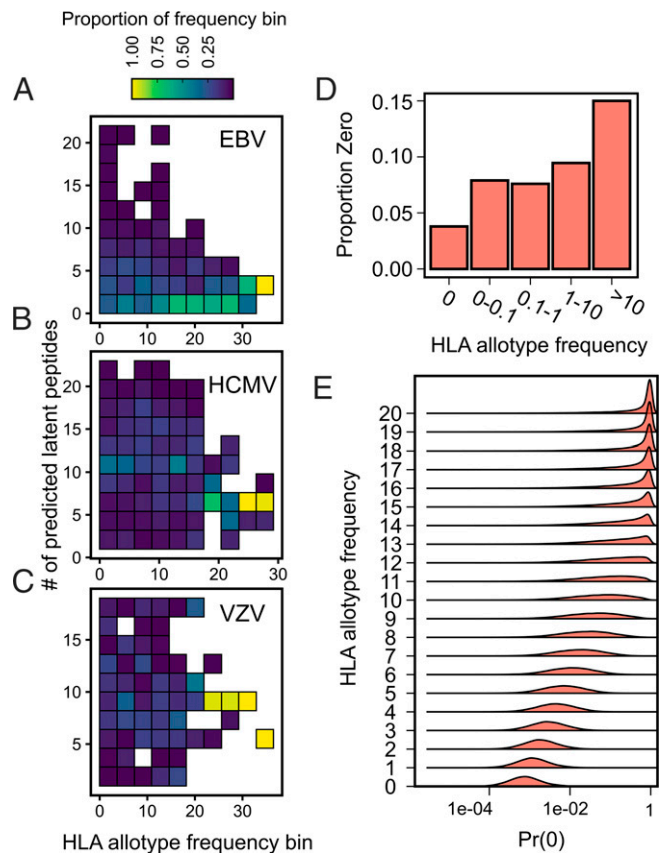 Proportion of frequency bin
1.00 0.75 0.50 0.25
A
EBV
20
15
10
5
0
0 10 20 30
B
HCMV
20
15
10
5
0
0 10 20 30
C
VZV
15
10
5
0 10 20 30
# of predicted latent peptides
HLA allotype frequency bin
D
Proportion Zero
0.15
0.10
0.05
0.00
0 0-0.1 0.1-1 1-10 >10
HLA allotype frequency
E
HLA allotype frequency
20
19
18
17
16
15
14
13
12
11
10
9
8
7
6
5
4
3
2
1
0
1e-04 1e-02 1
Pr(0)